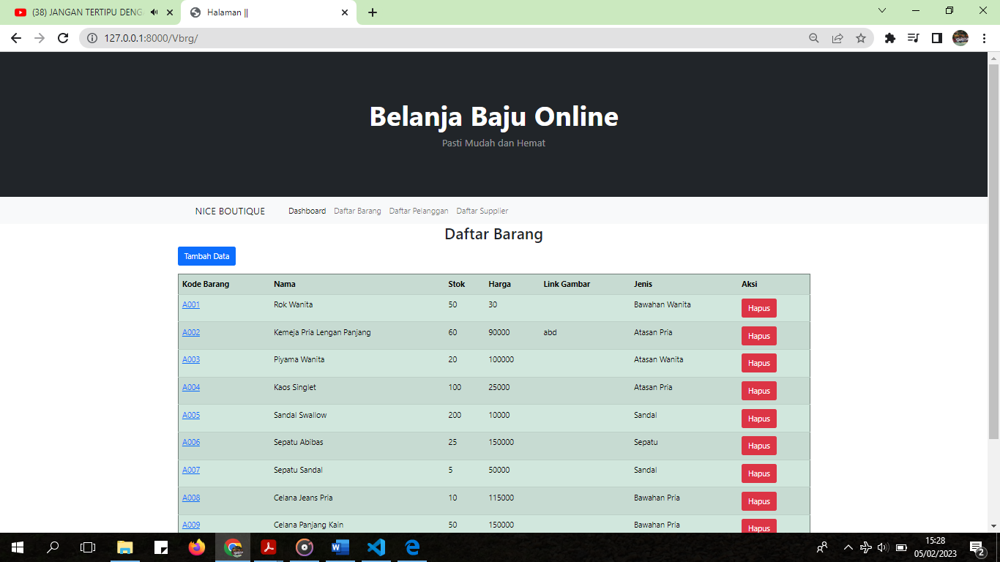 (38) JANGAN TERTIPU DENG
Halaman ||
127.0.0.1:8000/Vbrg/
Belanja Baju Online
Pasti Mudah dan Hemat
NICE BOUTIQUE Dashboard Daftar Barang Daftar Pelanggan Daftar Supplier
Daftar Barang
Tambah Data
Kode Barang Nama Stok Harga Link Gambar Jenis Aksi
A001 Rok Wanita 50 30 Bawahan Wanita Hapus
A002 Kemeja Pria Lengan Panjang 60 90000 abd Atasan Pria Hapus
A003 Piyama Wanita 20 100000 Atasan Wanita Hapus
A004 Kaos Singlet 100 25000 Atasan Pria Hapus
A005 Sandal Swallow 200 10000 Sandal Hapus
A006 Sepatu Abibas 25 150000 Sepatu Hapus
A007 Sepatu Sandal 5 50000 Sandal Hapus
A008 Celana Jeans Pria 10 115000 Bawahan Pria Hapus
A009 Celana Panjang Kain 50 150000 Bawahan Pria Hapus
15:28
05/02/2023
2